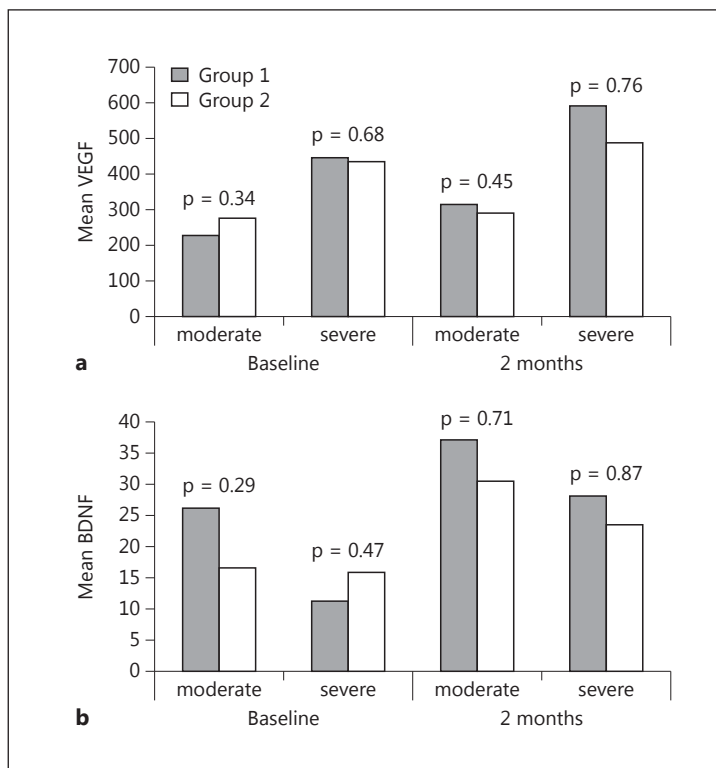 700
600
500
400
300
200
100
0
Mean VEGF
Group 1
Group 2
p = 0.34
p = 0.68
p = 0.45
p = 0.76
moderate severe moderate severe
a Baseline 2 months
40
35
30
25
20
15
10
5
0
Mean BDNF
p = 0.29
p = 0.47
p = 0.71
p = 0.87
moderate severe moderate severe
b Baseline 2 months